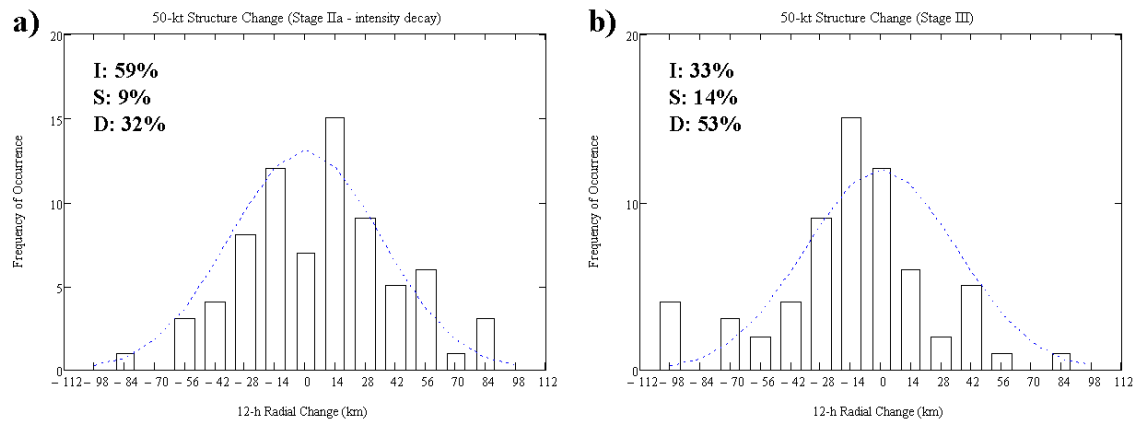 a)
50-kt Structure Change (Stage IIa - intensity decay)
I: 59%
S: 9%
D: 32%
Frequency of Occurrence
20
15
10
5
0
-112 -98 -84 -70 -56 -42 -28 -14 0 14 28 42 56 70 84 98 112
12-h Radial Change (km)
b)
50-kt Structure Change (Stage III)
I: 33%
S: 14%
D: 53%
Frequency of Occurrence
20
10
0
-112 -98 -84 -70 -56 -42 -28 -14 0 14 28 42 56 70 84 98 112
12-h Radial Change (km)